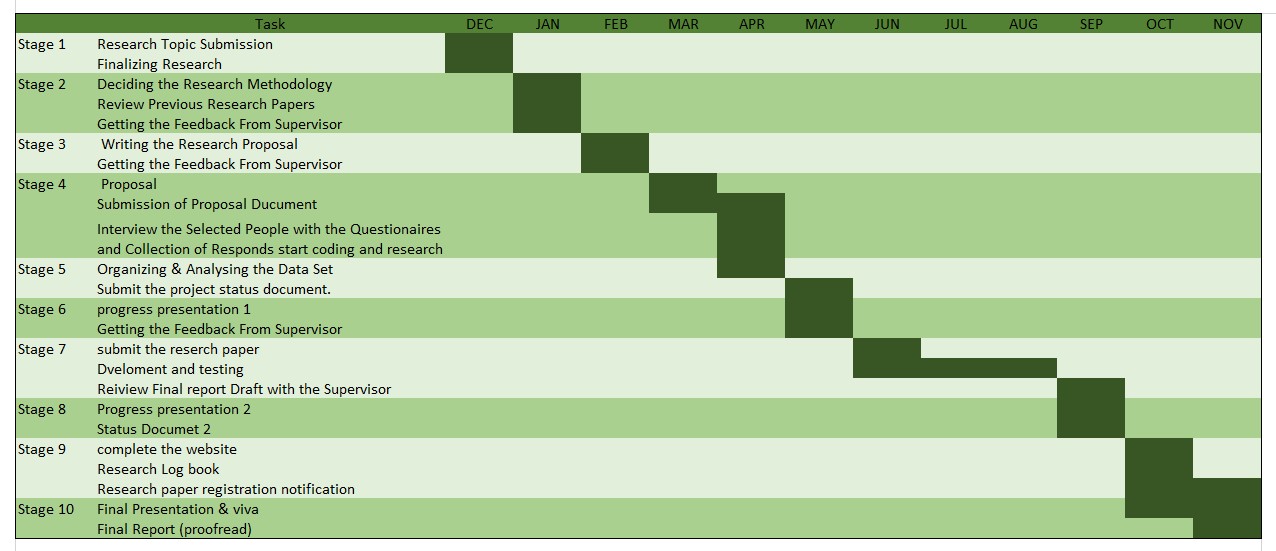 Task DEC JAN FEB MAR APR MAY JUN JUL AUG SEP OCT NOV
Stage 1 Research Topic Submission
Finalizing Research
Stage 2 Deciding the Research Methodology
Review Previous Research Papers
Getting the Feedback From Supervisor
Stage 3 Writing the Research Proposal
Getting the Feedback From Supervisor
Stage 4 Proposal
Submission of Proposal Ducument
Interview the Selected People with the Questionaires
and Collection of Responds start coding and research
Stage 5 Organizing & Analysing the Data Set
Submit the project status document.
Stage 6 progress presentation 1
Getting the Feedback From Supervisor
Stage 7 submit the reserch paper
Dveloment and testing
Reiview Final report Draft with the Supervisor
Stage 8 Progress presentation 2
Status Documet 2
Stage 9 complete the website
Research Log book
Research paper registration notification
Stage 10 Final Presentation & viva
Final Report (proofread)